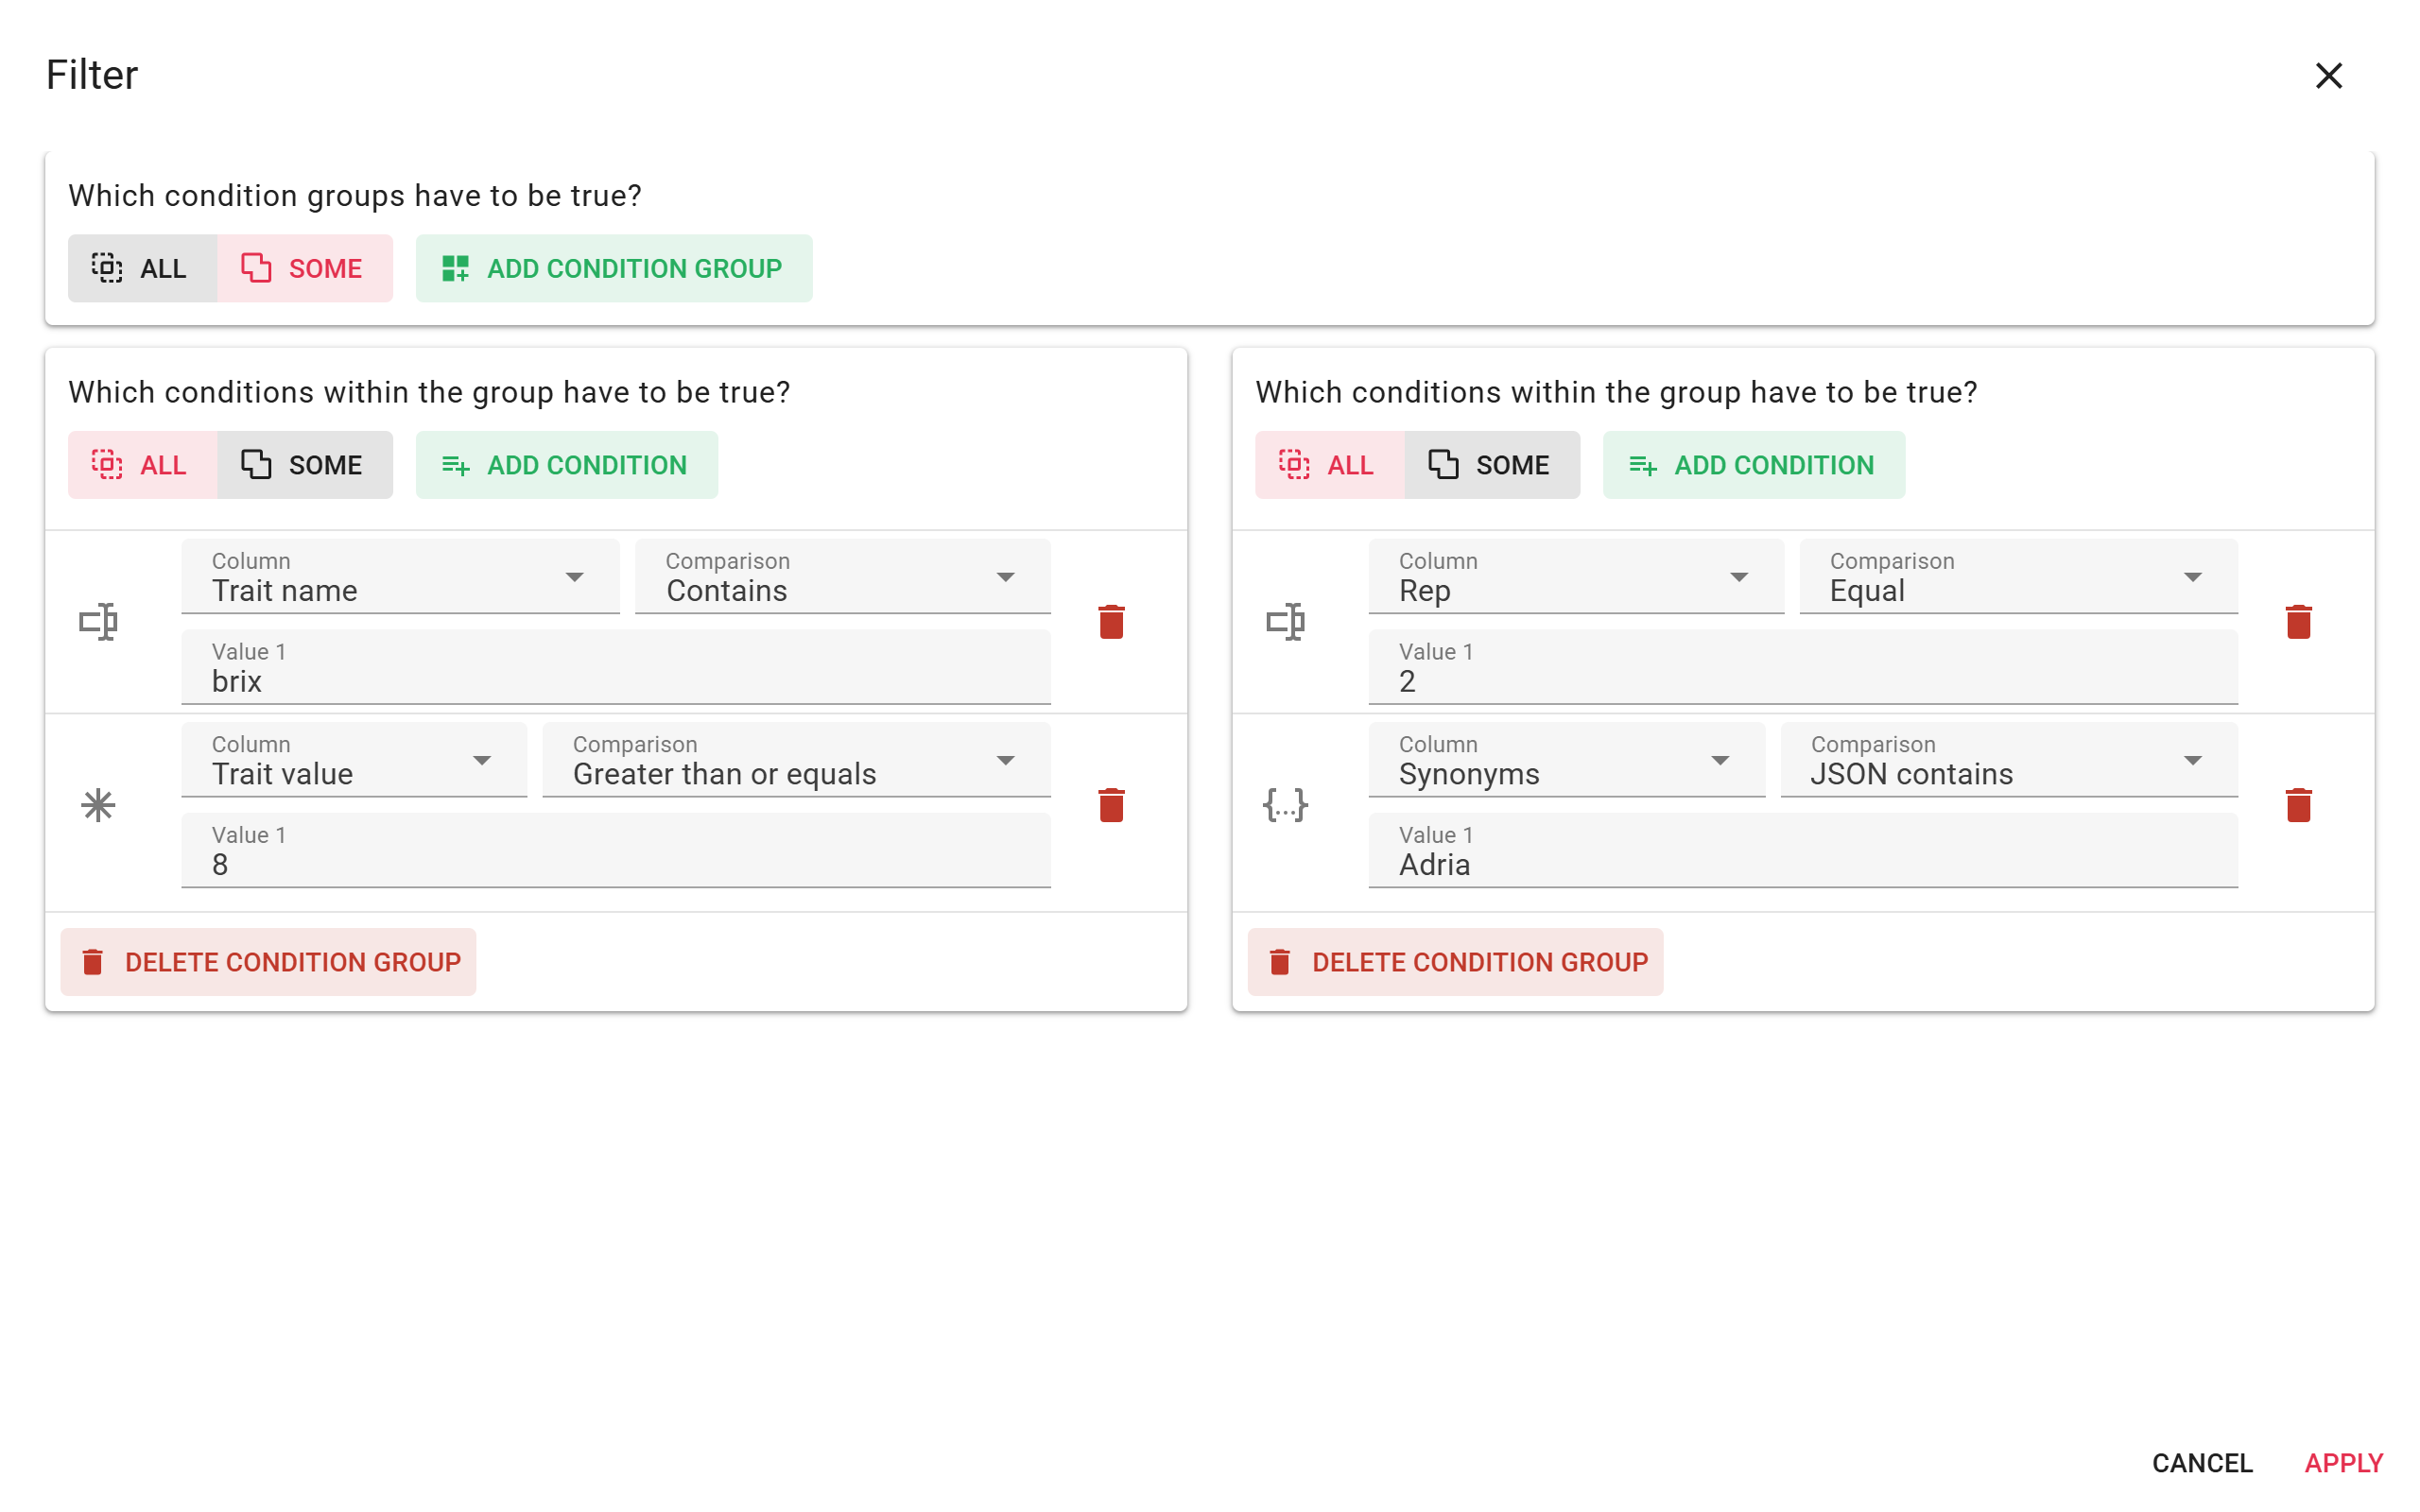 Filter
Which condition groups have to be true?
ALL SOME ADD CONDITION GROUP
Which conditions within the group have to be true?
ALL SOME ADD CONDITION
Column Comparison
Trait name Contains
Value 1
brix
Column Comparison
Trait value Greater than or equals
Value 1
8
DELETE CONDITION GROUP
Which conditions within the group have to be true?
ALL SOME ADD CONDITION
Column Comparison
Rep Equal
Value 1
2
Column Comparison
Synonyms JSON contains
Value 1
Adria
DELETE CONDITION GROUP
CANCEL APPLY